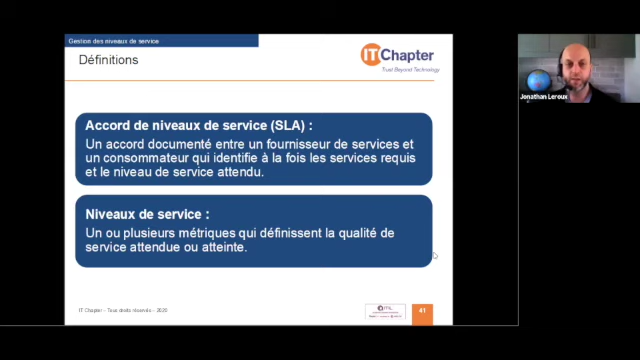 Gestion des niveaux de service
Définitions
ITChapter
Trust Beyond Technology
Accord de niveaux de service (SLA) :
Un accord documenté entre un fournisseur de services et
un consommateur qui identifie à la fois les services requis
et le niveau de service attendu.
Niveaux de service :
Un ou plusieurs métriques qui définissent la qualité de
service attendue ou atteinte.
IT Chapter – Tous droits réservés – 2020
ITIL
41
Jonathan Leroux